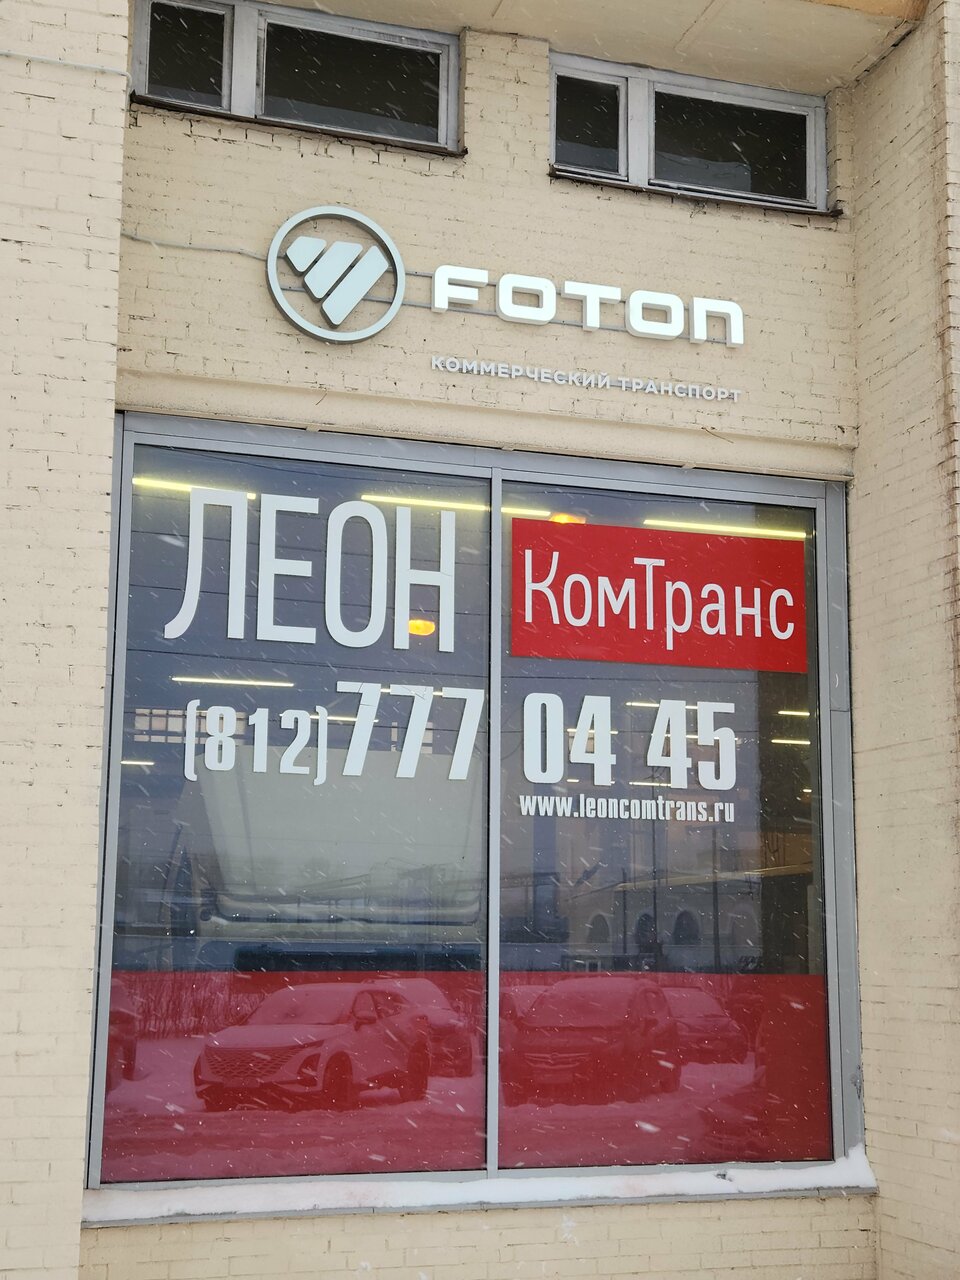 FOTON
КОММЕРЧЕСКИЙ ТРАНСПОРТ
ЛЕОН КомТранс
(812) 777 04 45
www.leoncomtrans.ru